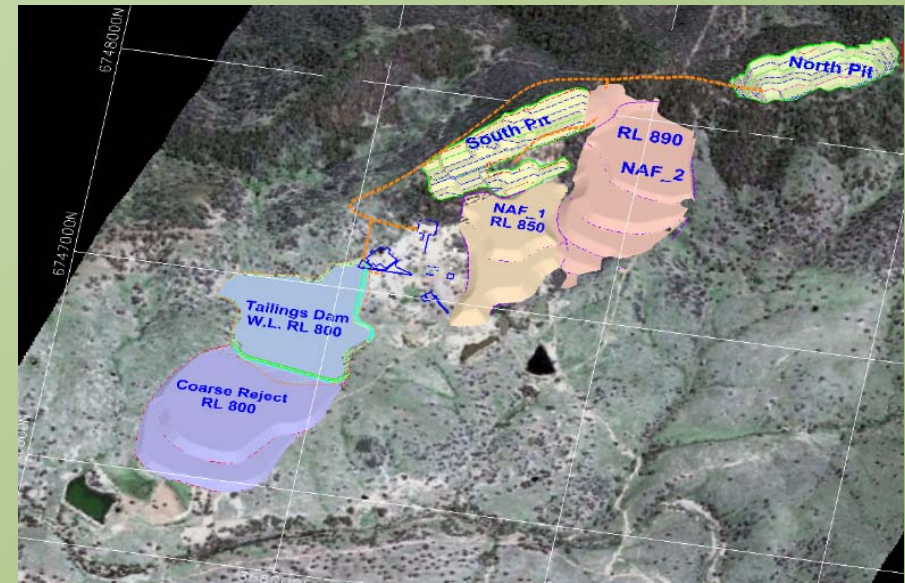 6748000N
North Pit
South Pit
RL 890
NAF_2
NAF_1
RL 850
6747000N
Tailings Dam
W.L. RL 800
Coarse Reject
RL 800